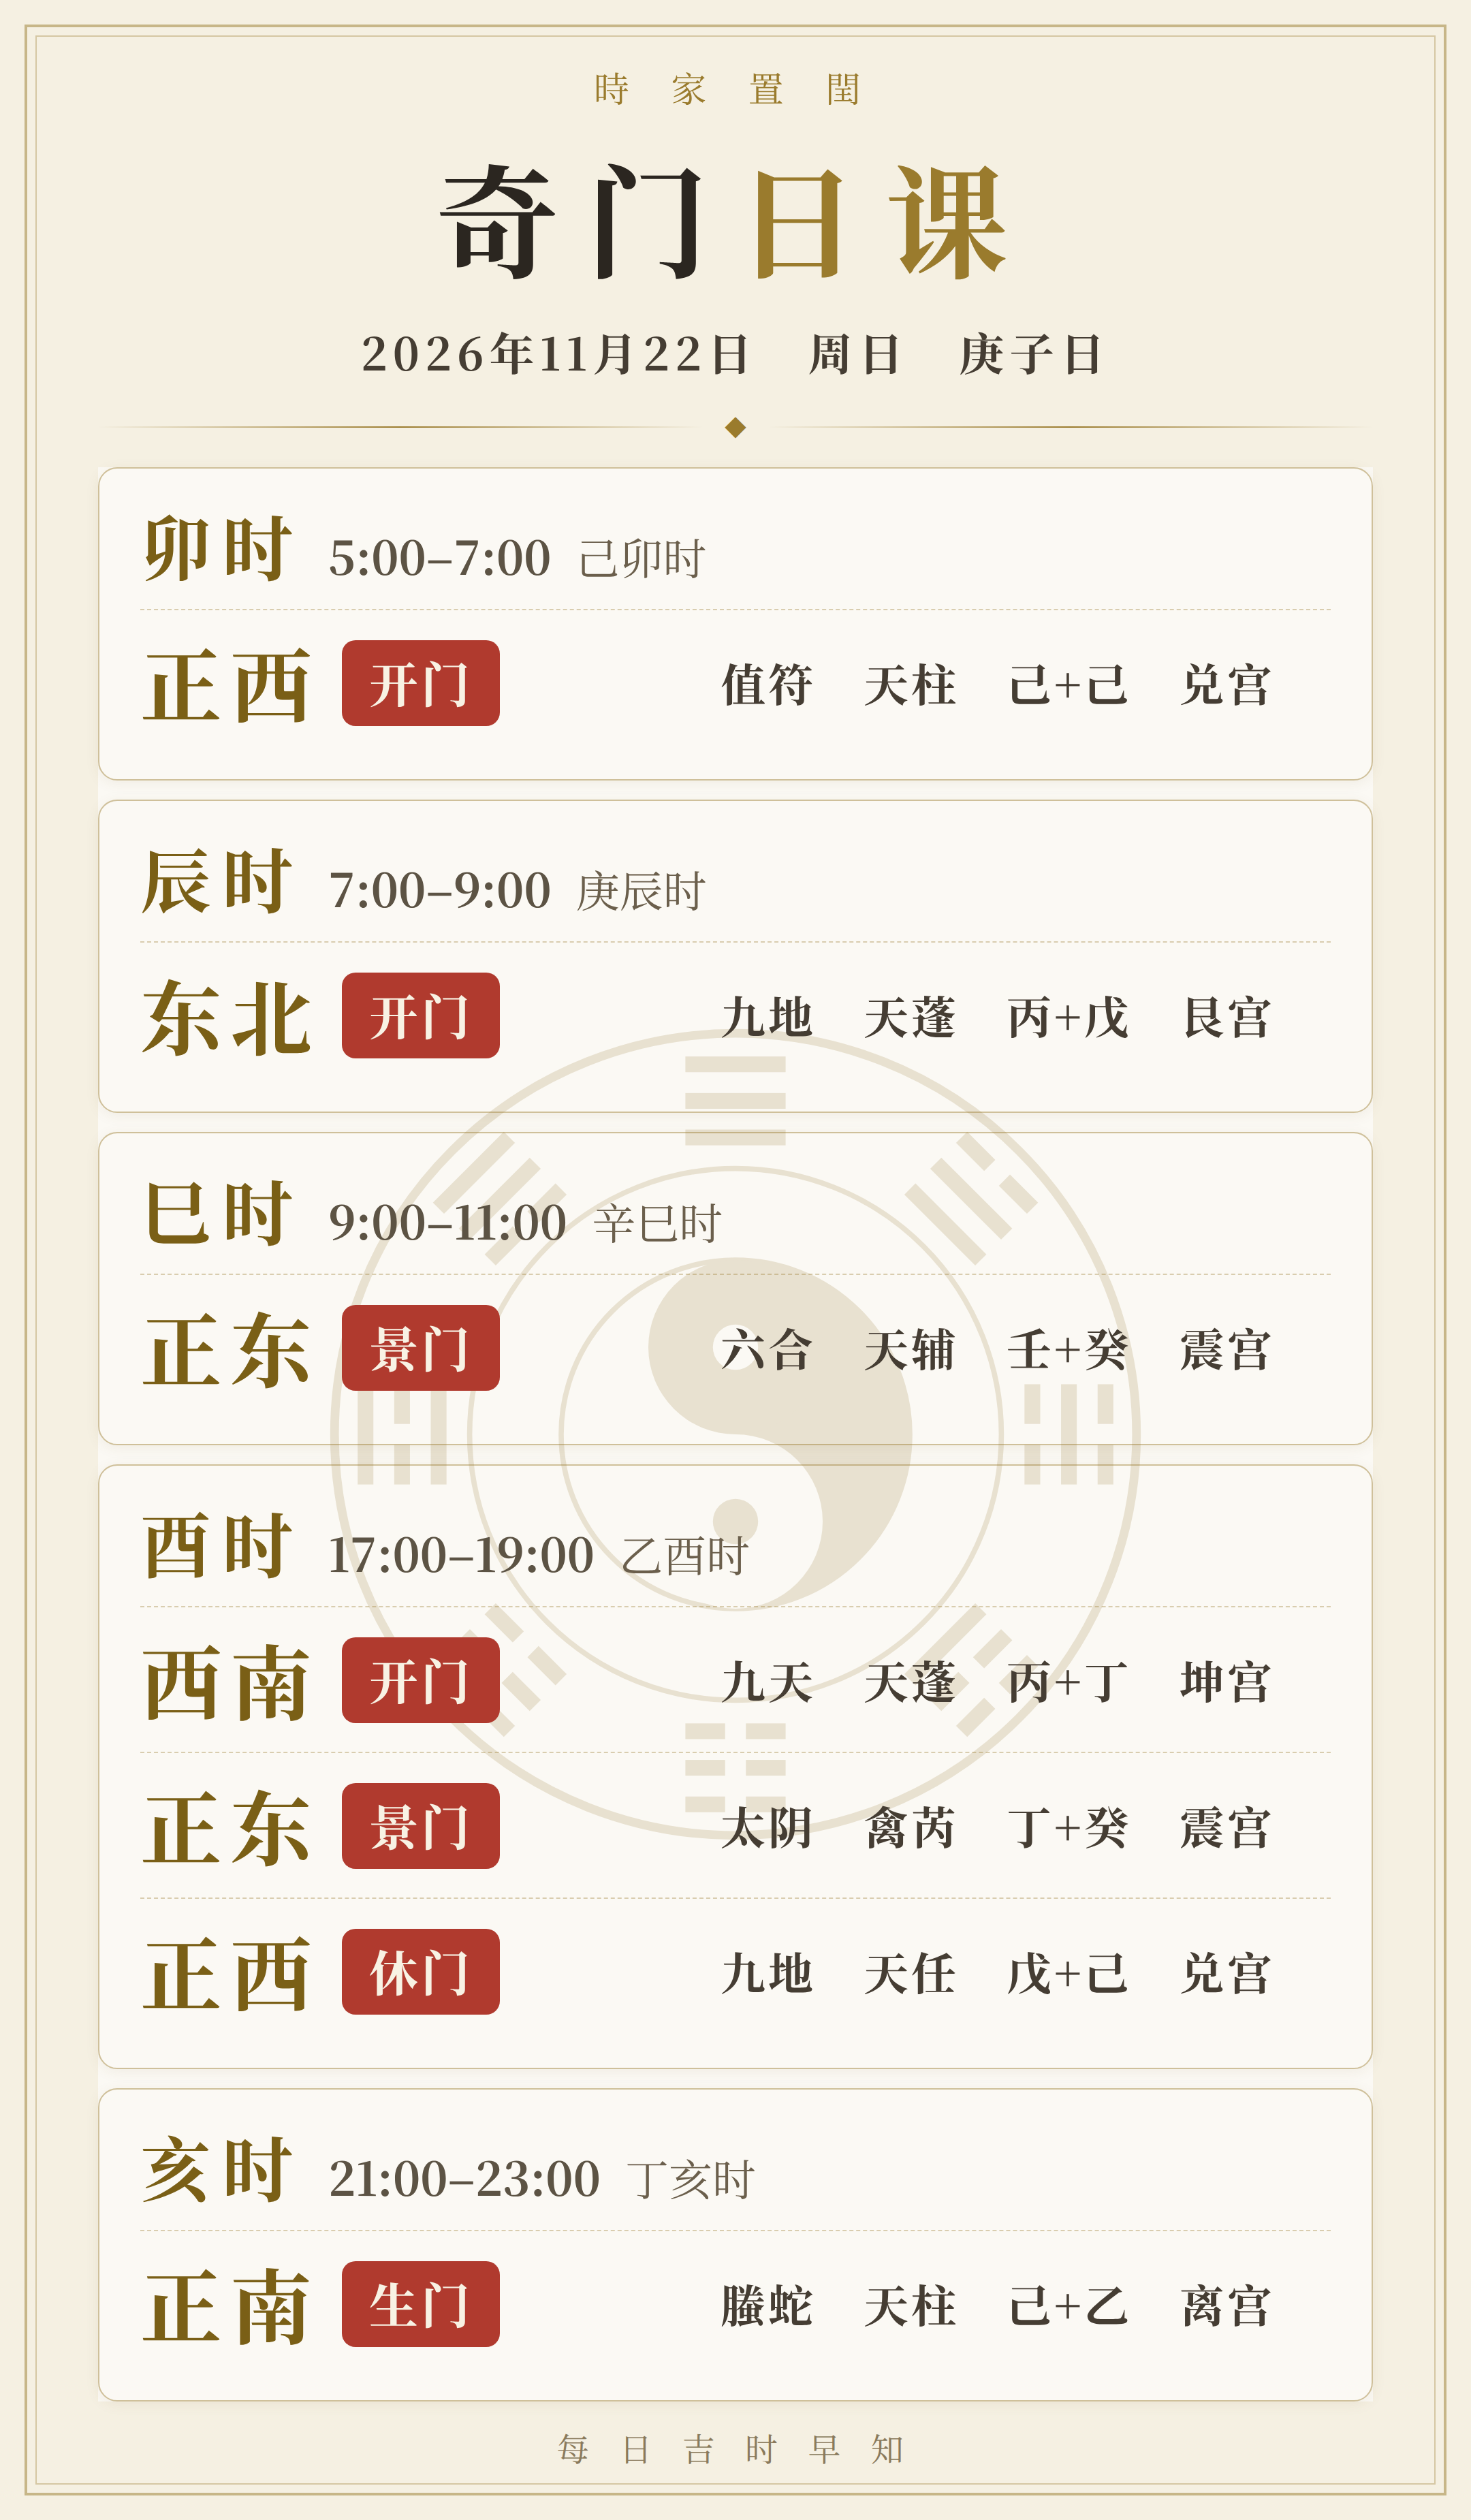 時家置閏
奇门日课
2026年11月22日 周日 庚子日
卯时 5:00–7:00 己卯时
正西 开门 值符 天柱 己+己 兑宫
辰时 7:00–9:00 庚辰时
东北 开门 九地 天蓬 丙+戊 艮宫
巳时 9:00–11:00 辛巳时
正东 景门 六合 天辅 壬+癸 震宫
酉时 17:00–19:00 乙酉时
西南 开门 九天 天蓬 丙+丁 坤宫
正东 景门 太阴 禽芮 丁+癸 震宫
正西 休门 九地 天任 戊+己 兑宫
亥时 21:00–23:00 丁亥时
正南 生门 螣蛇 天柱 己+乙 离宫
每日吉时早知